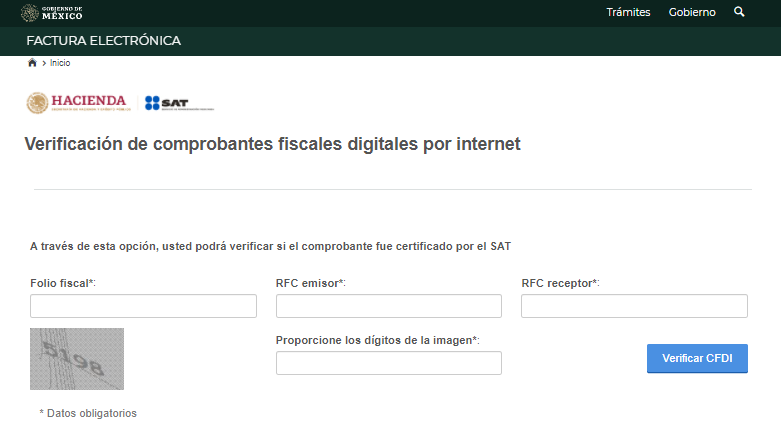 GOBIERNO DE
MÉXICO
Trámites Gobierno
FACTURA ELECTRÓNICA
> Inicio
HACIENDA
SAT
Verificación de comprobantes fiscales digitales por internet
A través de esta opción, usted podrá verificar si el comprobante fue certificado por el SAT
Folio fiscal*: RFC emisor*: RFC receptor*:
5198
Proporcione los dígitos de la imagen*:
Verificar CFDI
* Datos obligatorios